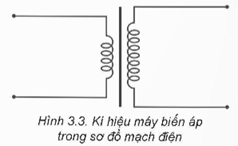 Hình 3.3. Kí hiệu máy biến áp
trong sơ đồ mạch điện